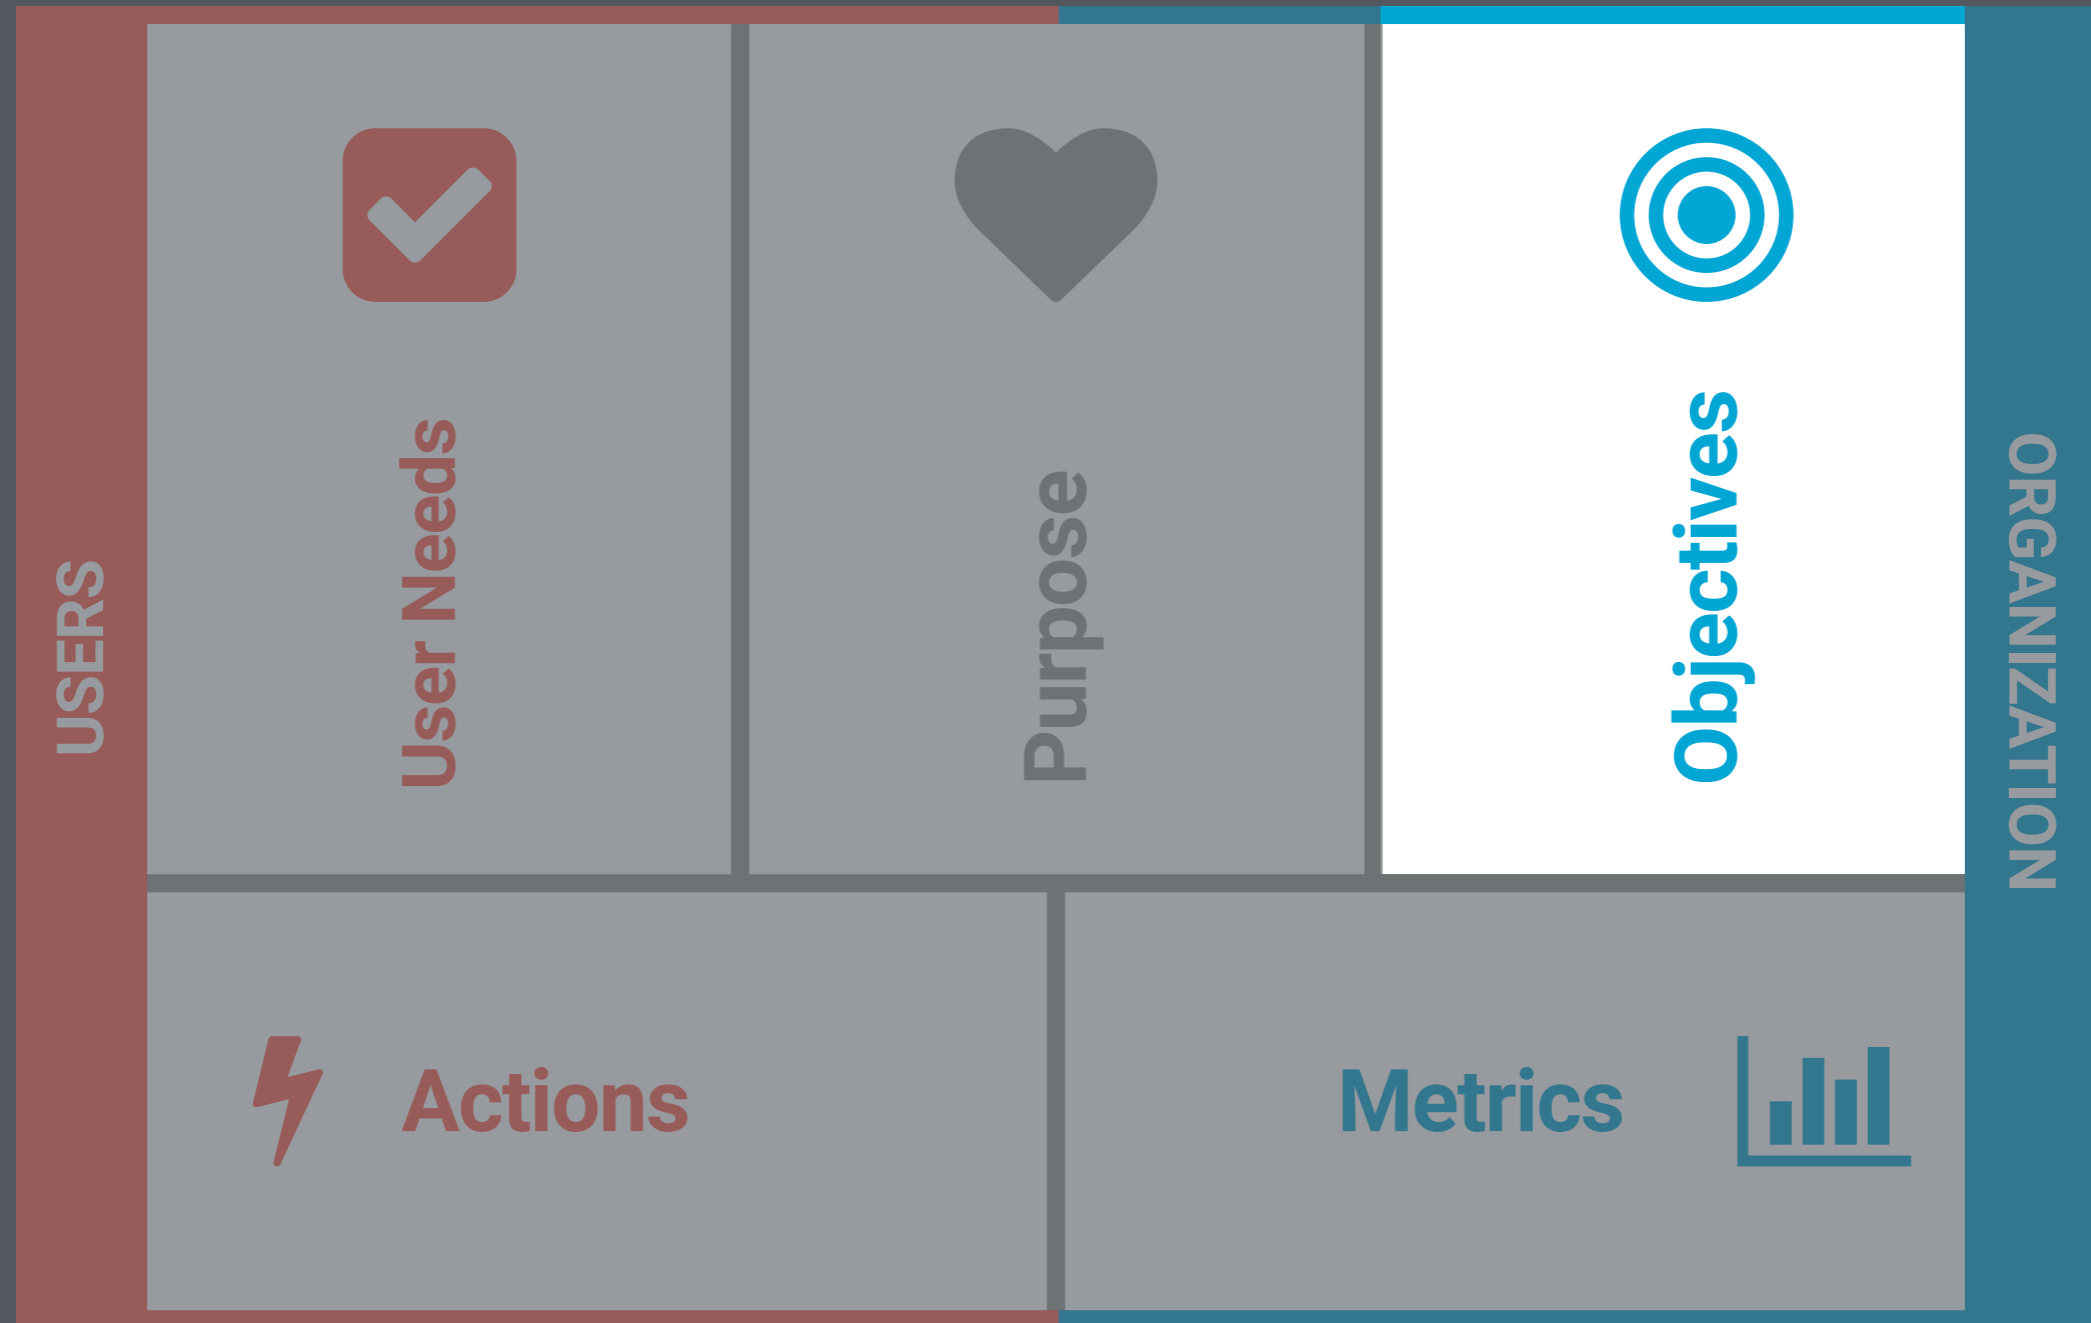 USERS
User Needs
Purpose
Objectives
ORGANIZATION
Actions
Metrics